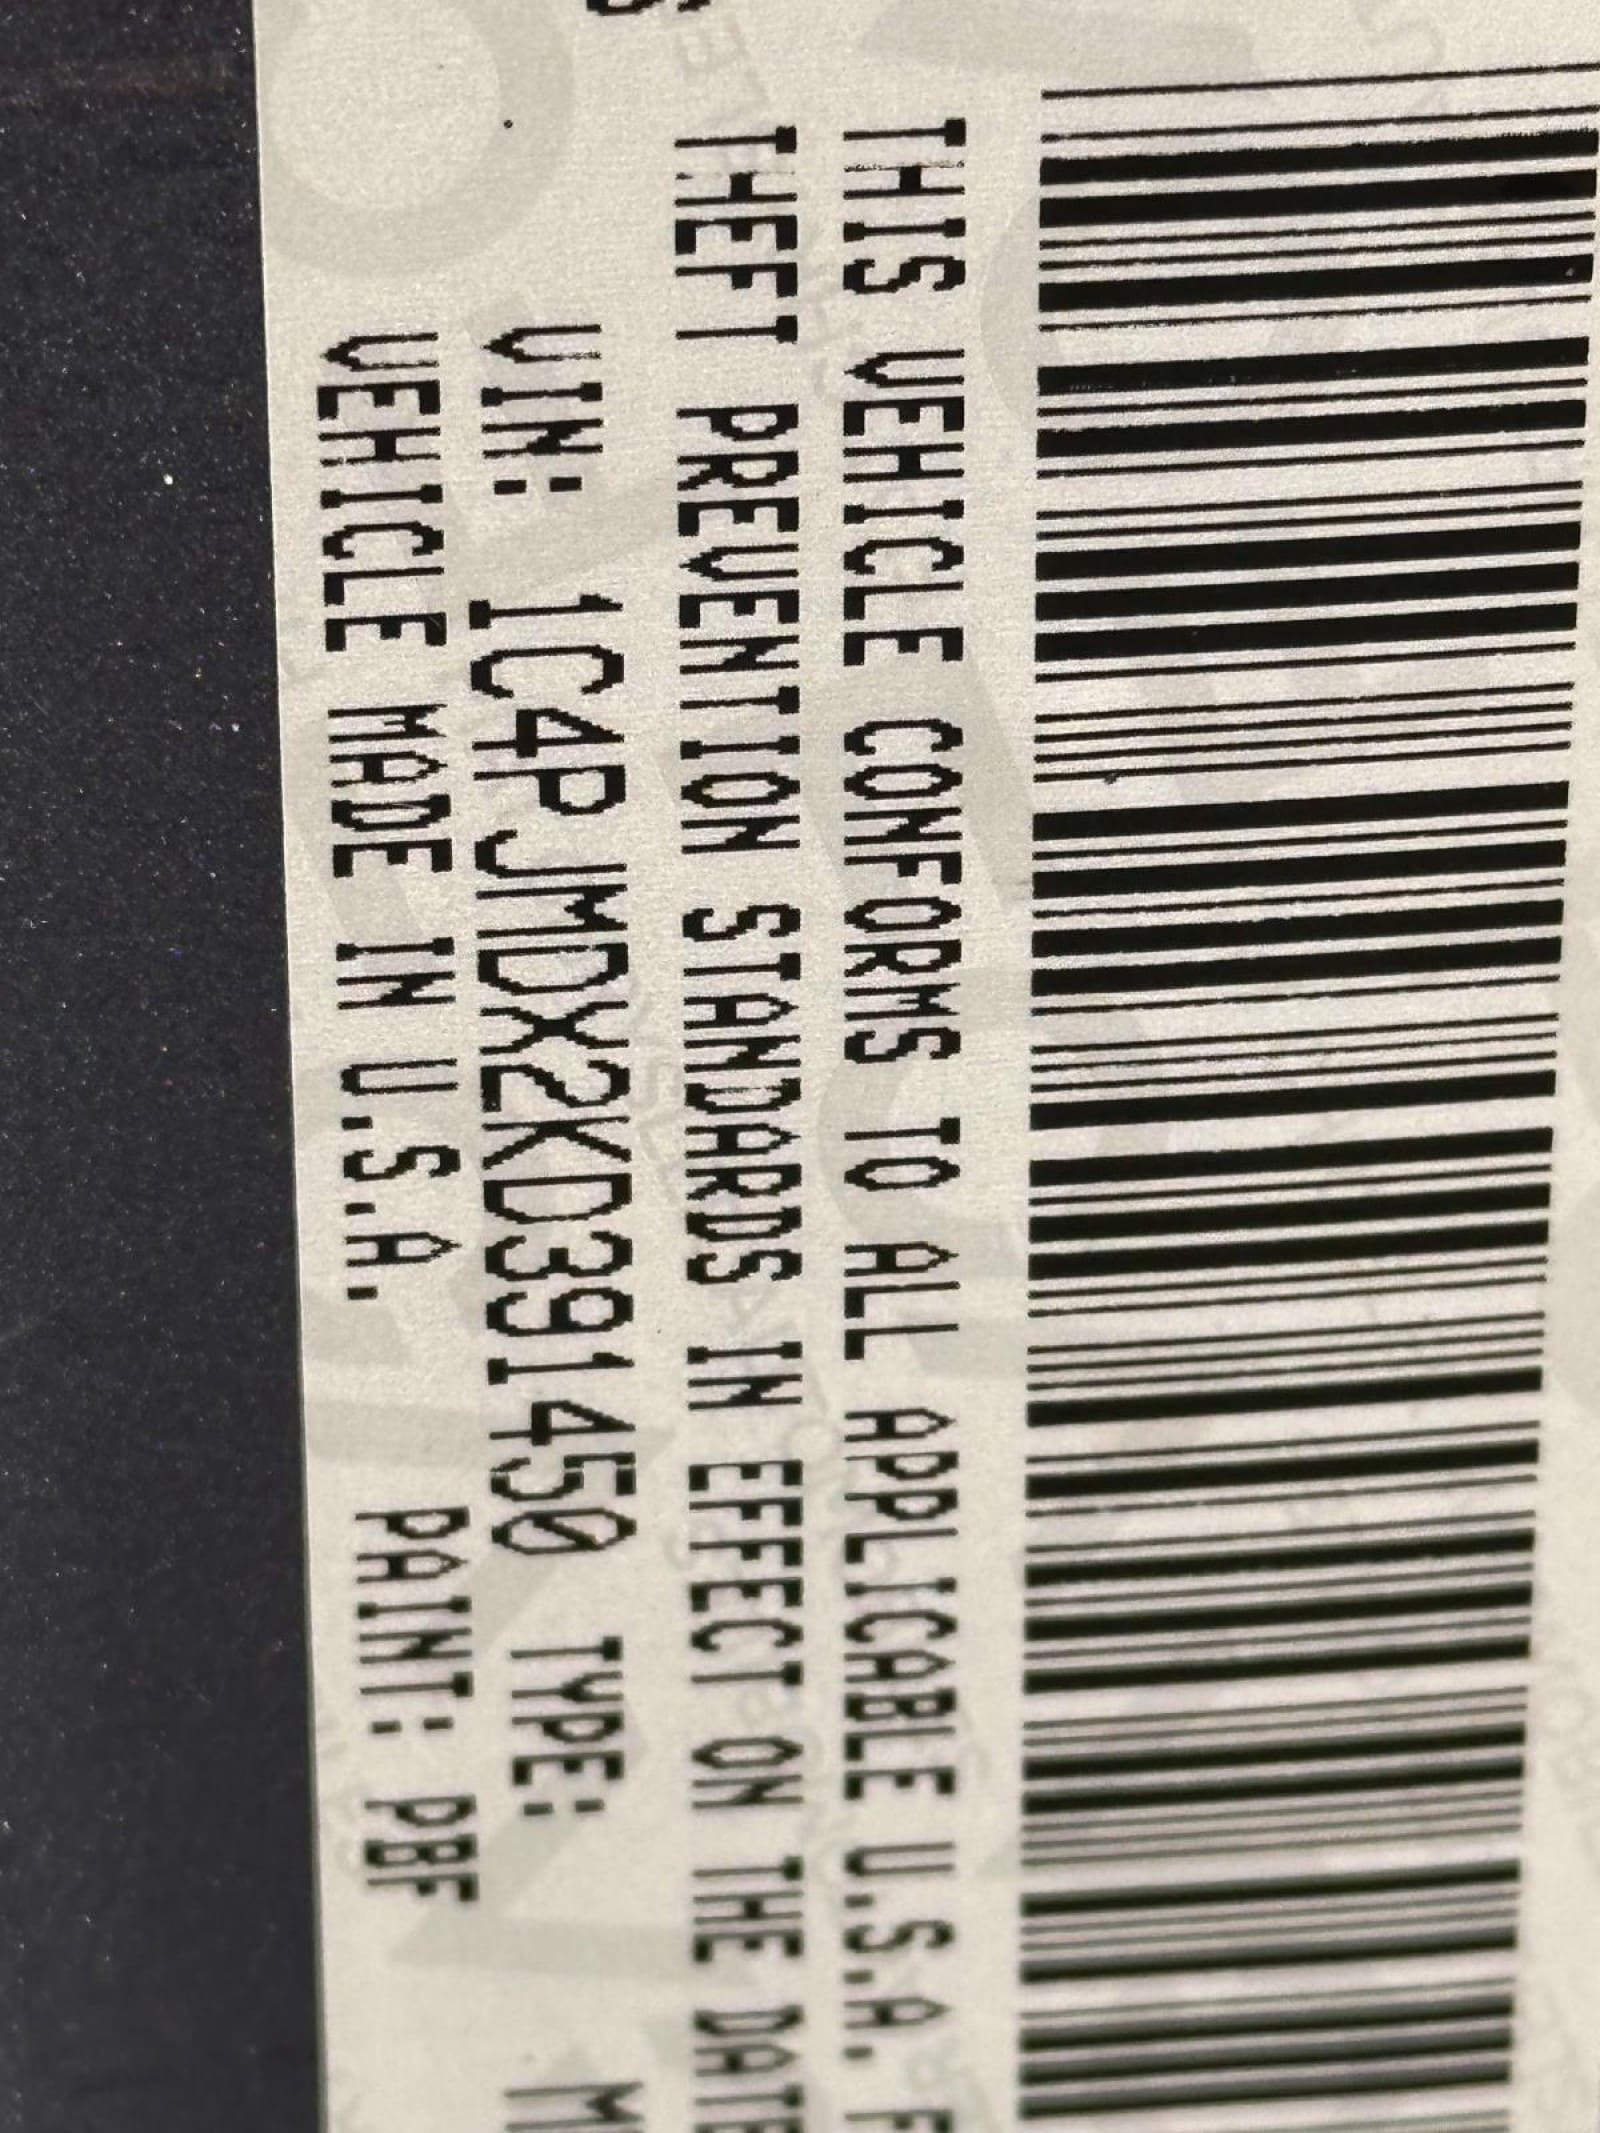 THIS VEHICLE CONFORMS TO ALL APPLICABLE U.S.A. F
THEFT PREVENTION STANDARDS IN EFFECT ON THE DATE
VIN: 1C4PJMDX2KD391450 TYPE:
VEHICLE MADE IN U.S.A. PAINT: PBF